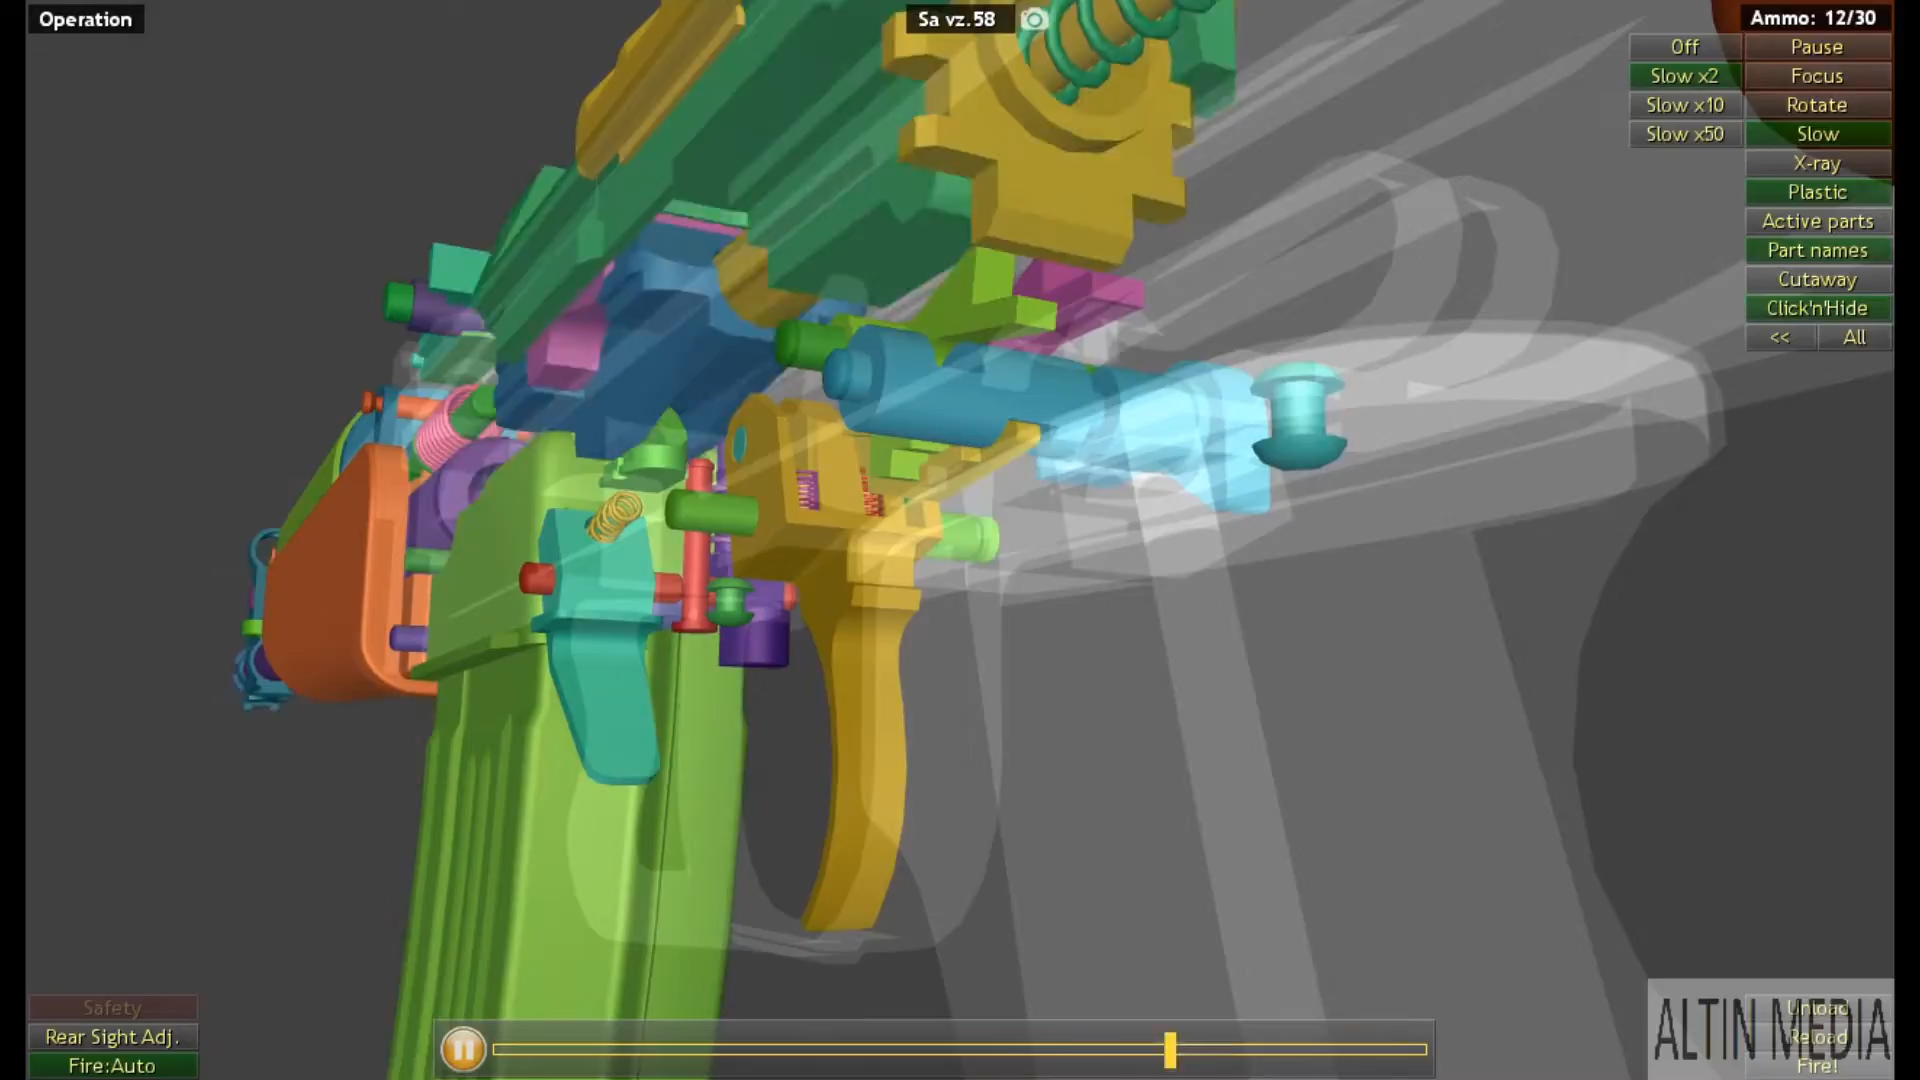 Operation
Sa vz.58
Ammo: 12/30
Off
Pause
Slow x2
Focus
Slow x10
Rotate
Slow x50
Slow
X-ray
Plastic
Active parts
Part names
Cutaway
Click'n'Hide
<<
All
Safety
Rear Sight Adj.
Fire:Auto
Unload
ALTIN MEDIA
Reload
Fire!